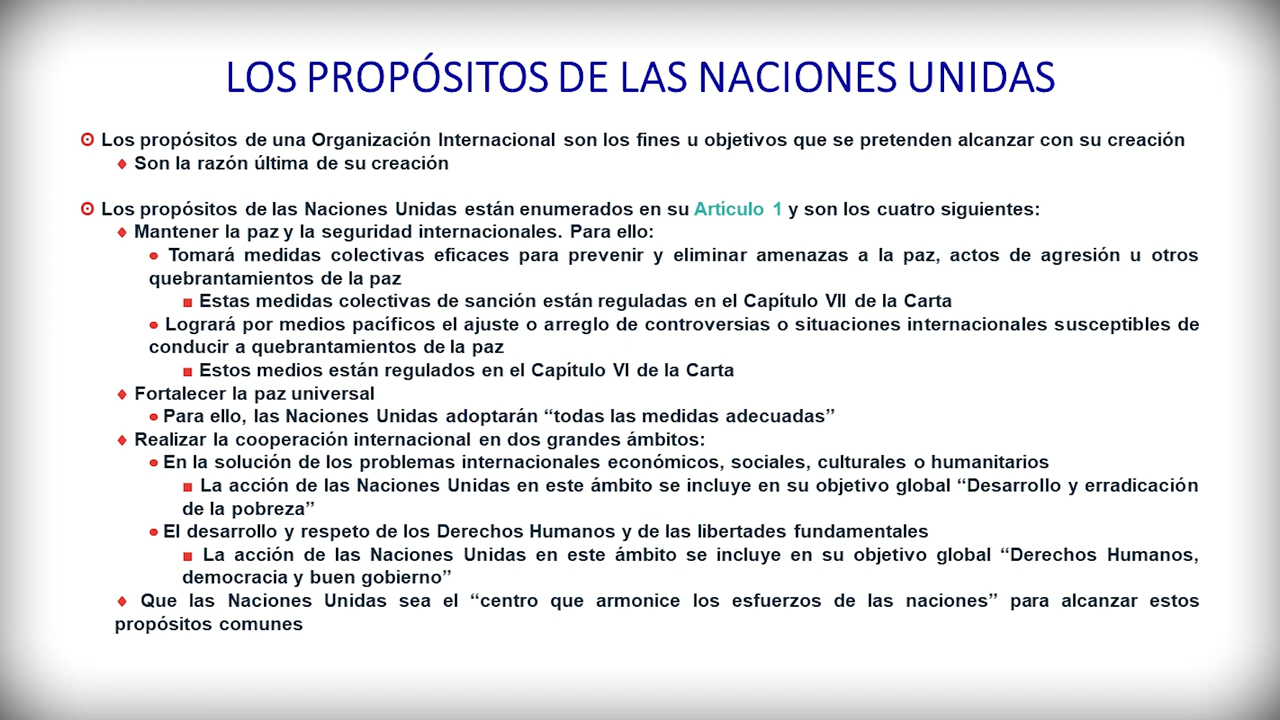 LOS PROPÓSITOS DE LAS NACIONES UNIDAS
Los propósitos de una Organización Internacional son los fines u objetivos que se pretenden alcanzar con su creación
Son la razón última de su creación
Los propósitos de las Naciones Unidas están enumerados en su Artículo 1 y son los cuatro siguientes:
Mantener la paz y la seguridad internacionales. Para ello:
Tomará medidas colectivas eficaces para prevenir y eliminar amenazas a la paz, actos de agresión u otros
quebrantamientos de la paz
Estas medidas colectivas de sanción están reguladas en el Capítulo VII de la Carta
Logrará por medios pacíficos el ajuste o arreglo de controversias o situaciones internacionales susceptibles de
conducir a quebrantamientos de la paz
Estos medios están regulados en el Capítulo VI de la Carta
Fortalecer la paz universal
Para ello, las Naciones Unidas adoptarán “todas las medidas adecuadas”
Realizar la cooperación internacional en dos grandes ámbitos:
En la solución de los problemas internacionales económicos, sociales, culturales o humanitarios
La acción de las Naciones Unidas en este ámbito se incluye en su objetivo global “Desarrollo y erradicación
de la pobreza”
El desarrollo y respeto de los Derechos Humanos y de las libertades fundamentales
La acción de las Naciones Unidas en este ámbito se incluye en su objetivo global “Derechos Humanos,
democracia y buen gobierno”
Que las Naciones Unidas sea el “centro que armonice los esfuerzos de las naciones” para alcanzar estos
propósitos comunes